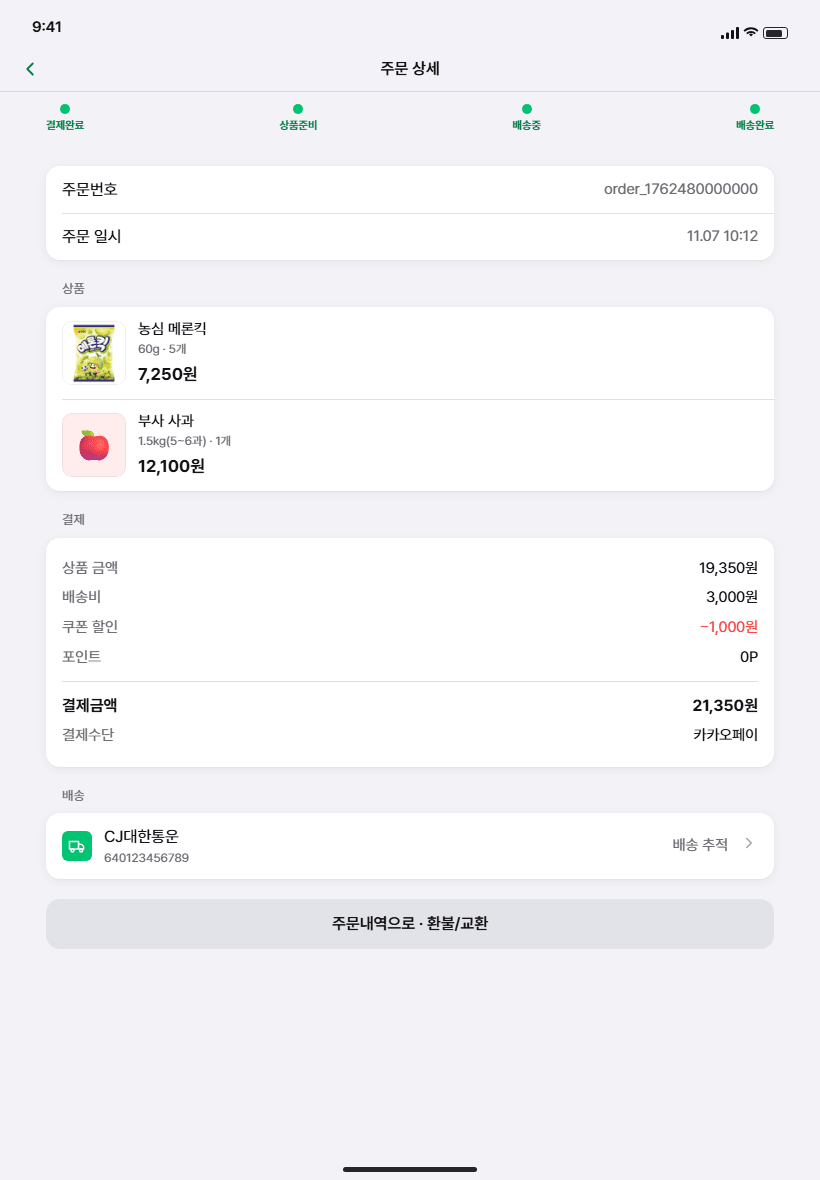 9:41
주문 상세
결제완료 상품준비 배송중 배송완료
주문번호 order_1762480000000
주문 일시 11.07 10:12
상품
메론킥
농심 메론킥
60g · 5개
7,250원
부사 사과
1.5kg(5~6과) · 1개
12,100원
결제
상품 금액 19,350원
배송비 3,000원
쿠폰 할인 −1,000원
포인트 0P
결제금액 21,350원
결제수단 카카오페이
배송
CJ대한통운
640123456789
배송 추적
주문내역으로 · 환불/교환